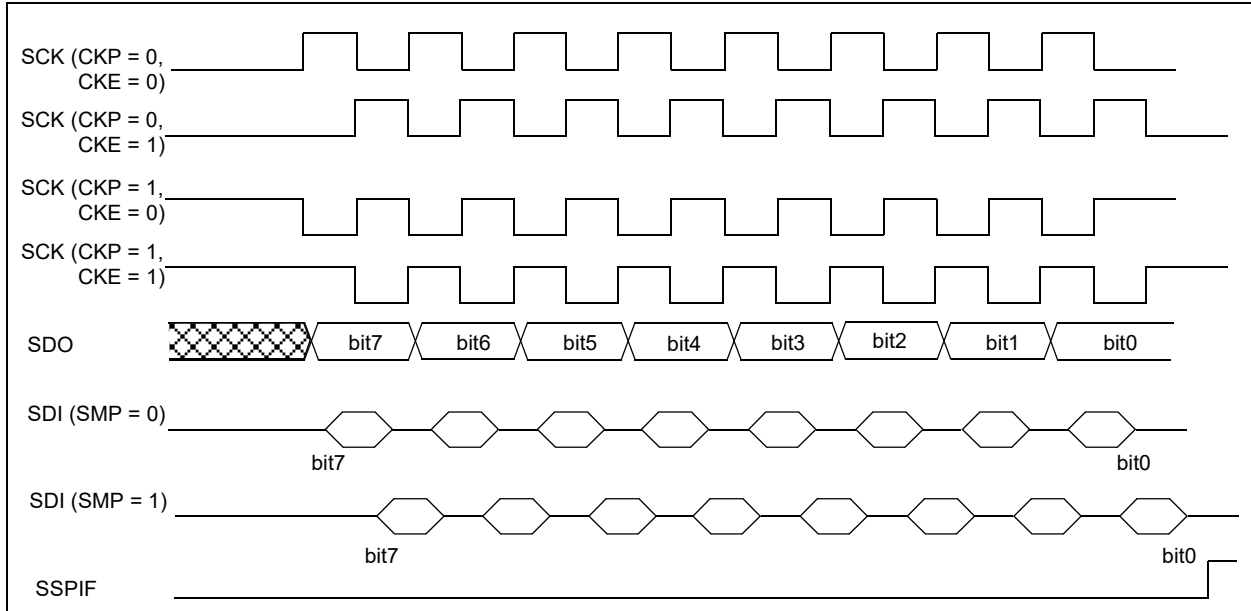 SCK (CKP = 0,
CKE = 0)
SCK (CKP = 0,
CKE = 1)
SCK (CKP = 1,
CKE = 0)
SCK (CKP = 1,
CKE = 1)
SDO bit7 bit6 bit5 bit4 bit3 bit2 bit1 bit0
SDI (SMP = 0)
bit7 bit0
SDI (SMP = 1)
bit7 bit0
SSPIF